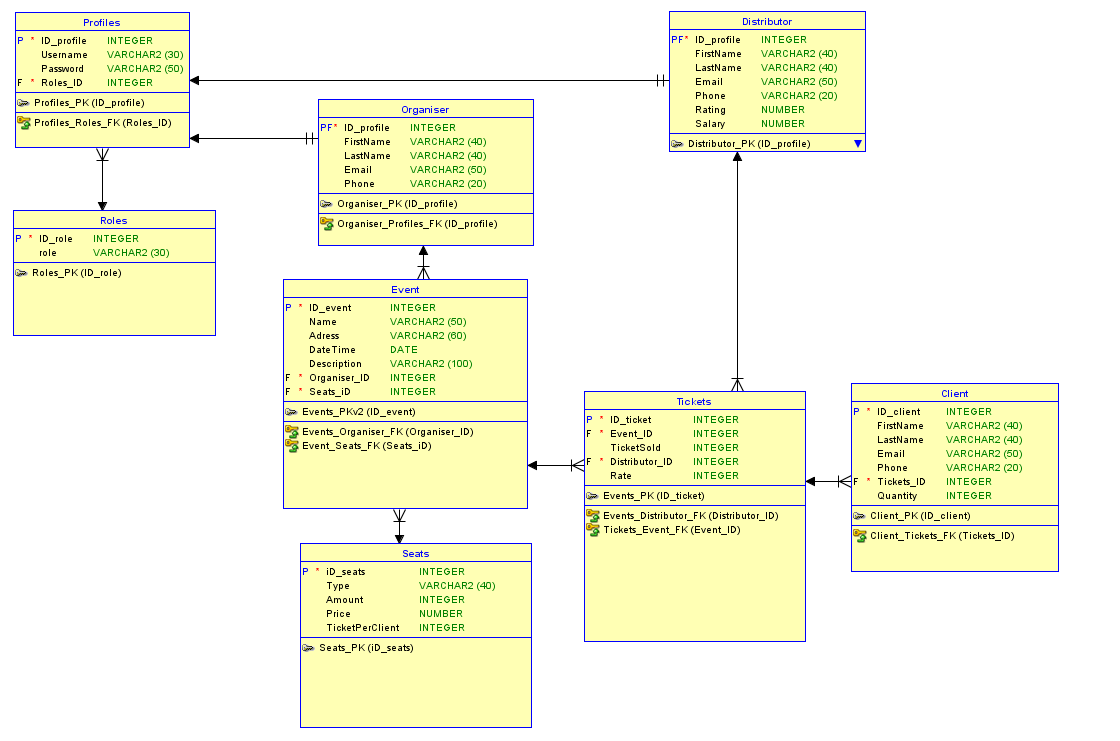 Profiles
P * ID_profile INTEGER
Username VARCHAR2 (30)
Password VARCHAR2 (50)
F * Roles_ID INTEGER
Profiles_PK (ID_profile)
Profiles_Roles_FK (Roles_ID)
Distributor
PF* ID_profile INTEGER
FirstName VARCHAR2 (40)
LastName VARCHAR2 (40)
Email VARCHAR2 (50)
Phone VARCHAR2 (20)
Rating NUMBER
Salary NUMBER
Distributor_PK (ID_profile)
Organiser
PF* ID_profile INTEGER
FirstName VARCHAR2 (40)
LastName VARCHAR2 (40)
Email VARCHAR2 (50)
Phone VARCHAR2 (20)
Organiser_PK (ID_profile)
Organiser_Profiles_FK (ID_profile)
Roles
P * ID_role INTEGER
role VARCHAR2 (30)
Roles_PK (ID_role)
Event
P * ID_event INTEGER
Name VARCHAR2 (50)
Adress VARCHAR2 (60)
DateTime DATE
Description VARCHAR2 (100)
F * Organiser_ID INTEGER
F * Seats_iD INTEGER
Events_PKv2 (ID_event)
Events_Organiser_FK (Organiser_ID)
Event_Seats_FK (Seats_iD)
Tickets
P * ID_ticket INTEGER
F * Event_ID INTEGER
TicketSold INTEGER
F * Distributor_ID INTEGER
Rate INTEGER
Events_PK (ID_ticket)
Events_Distributor_FK (Distributor_ID)
Tickets_Event_FK (Event_ID)
Client
P * ID_client INTEGER
FirstName VARCHAR2 (40)
LastName VARCHAR2 (40)
Email VARCHAR2 (50)
Phone VARCHAR2 (20)
F * Tickets_ID INTEGER
Quantity INTEGER
Client_PK (ID_client)
Client_Tickets_FK (Tickets_ID)
Seats
P * iD_seats INTEGER
Type VARCHAR2 (40)
Amount INTEGER
Price NUMBER
TicketPerClient INTEGER
Seats_PK (iD_seats)